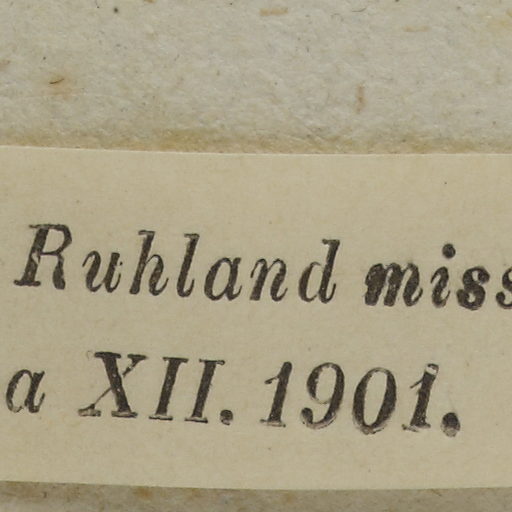 Ruhland miss
a XII. 1901.